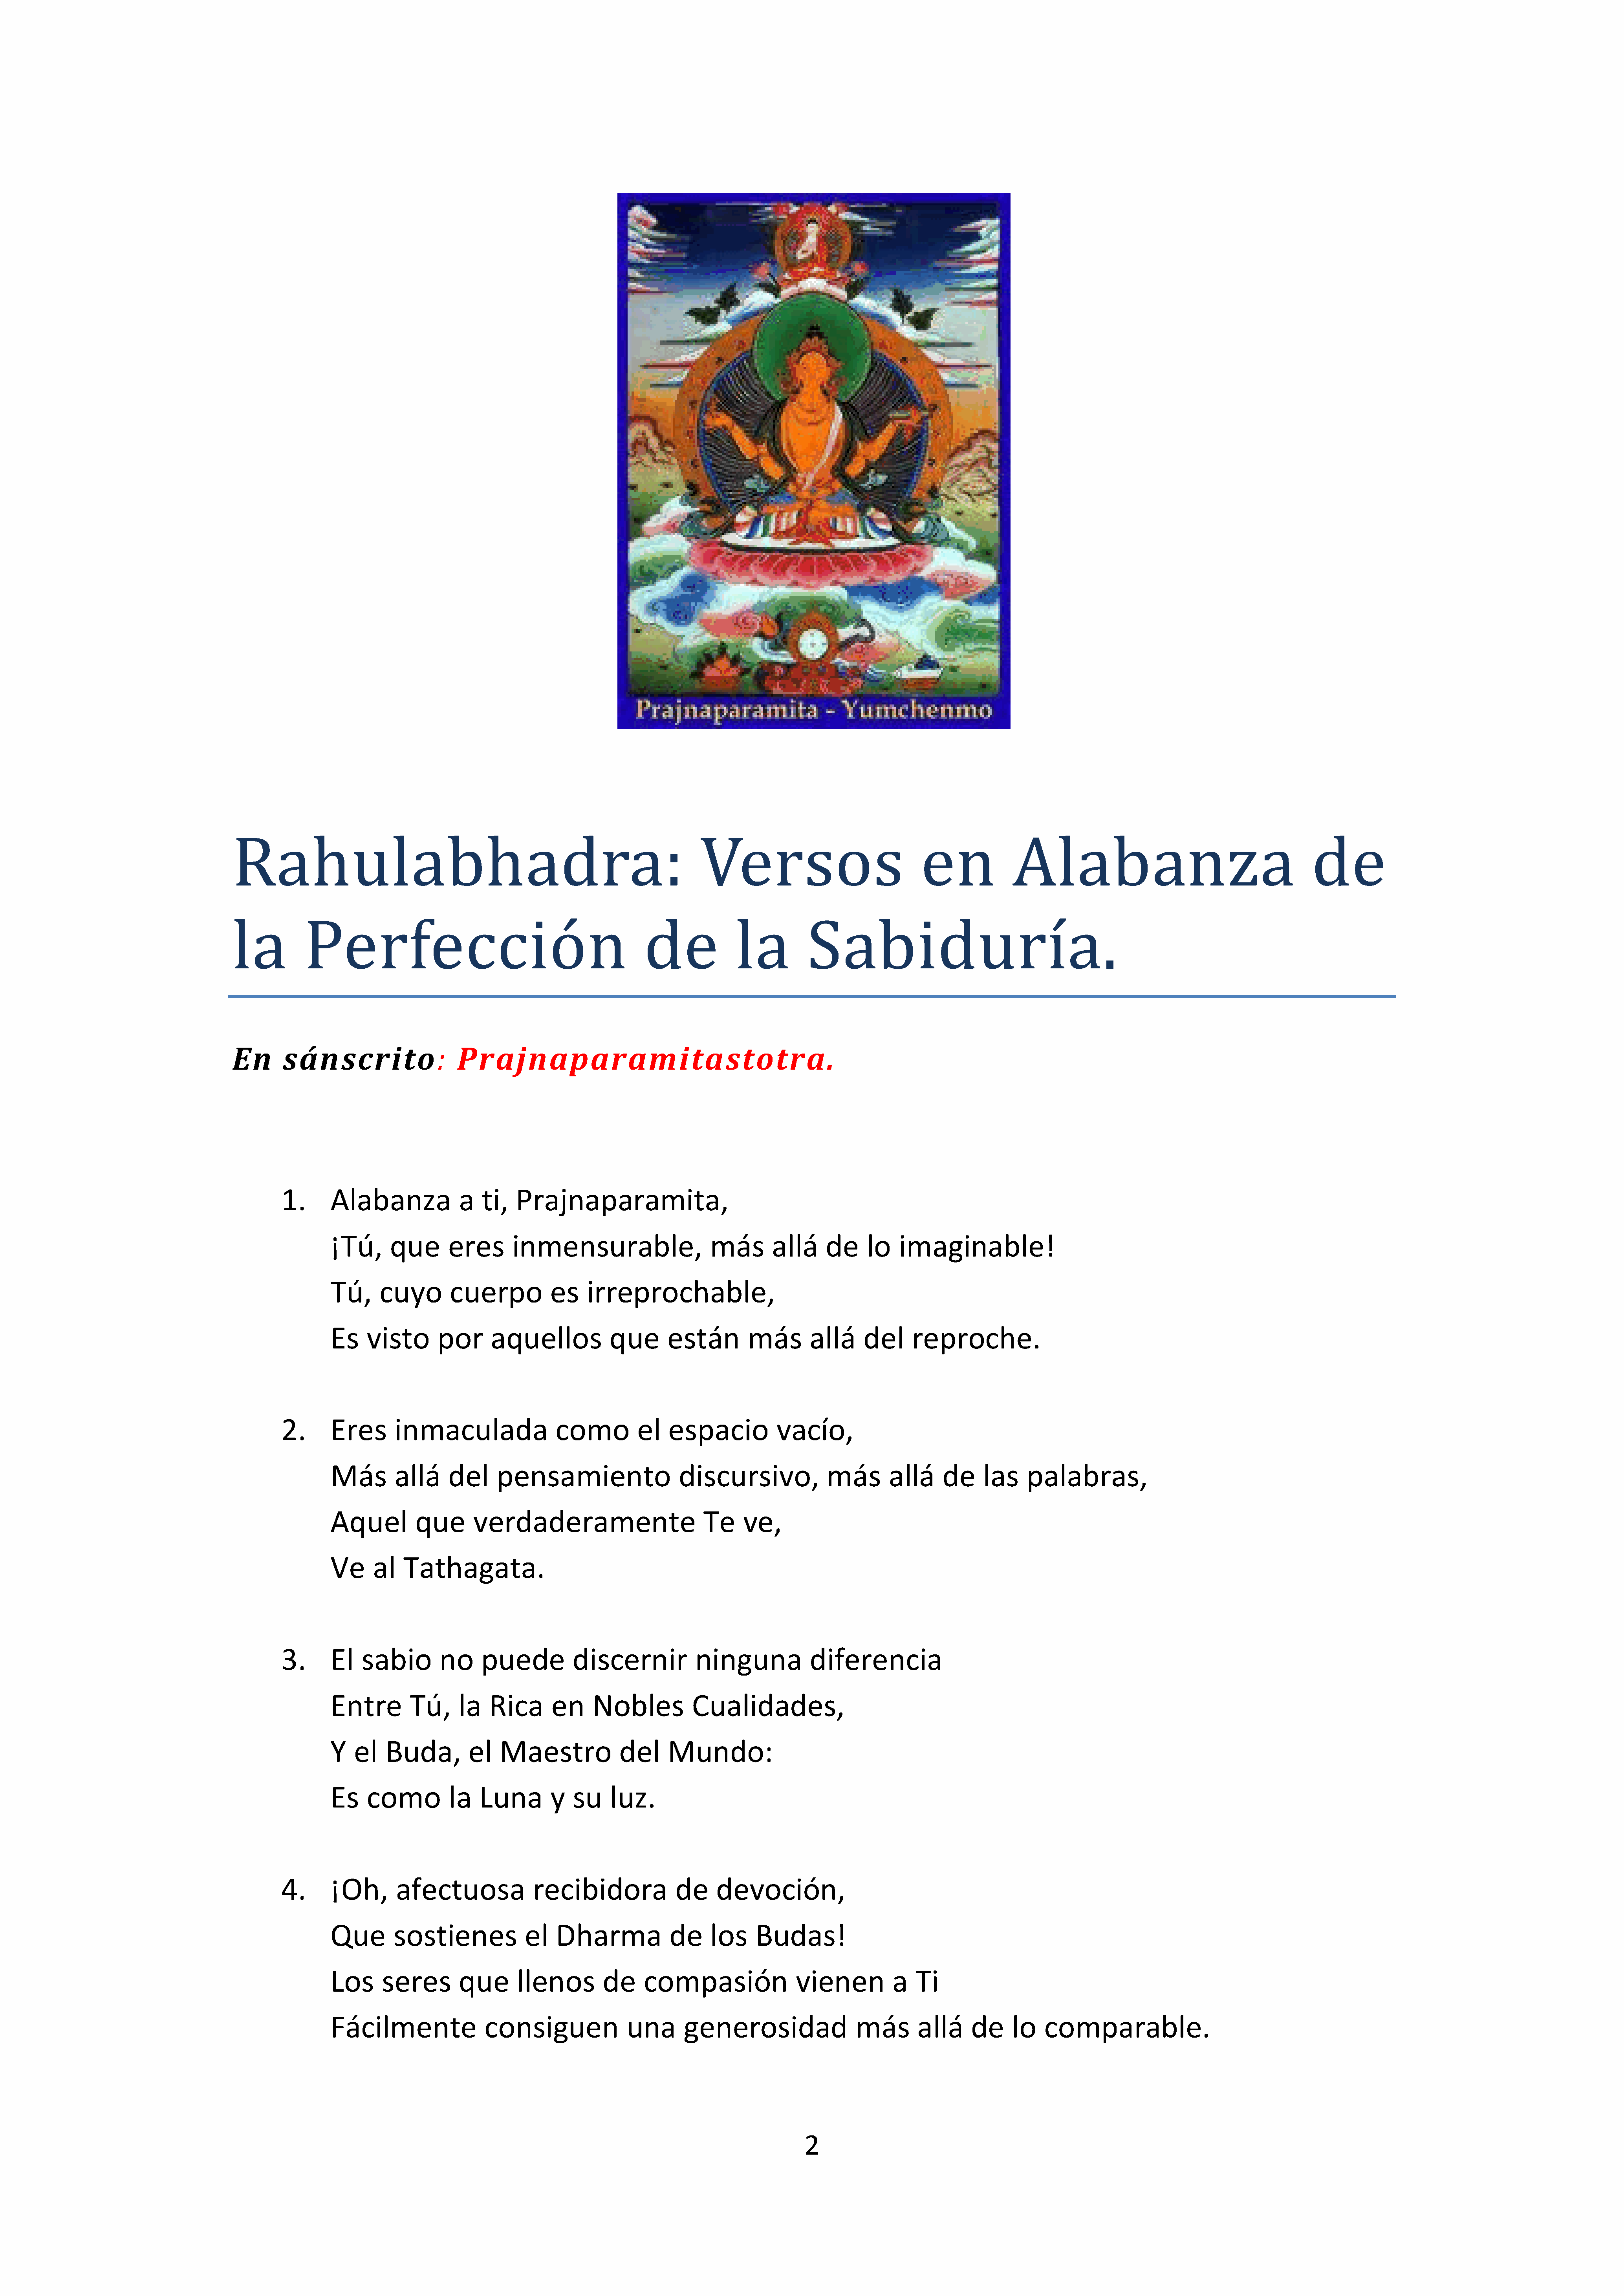 Prajnaparamita - Yumchenmo
Rahulabhadra: Versos en Alabanza de
la Perfección de la Sabiduría.
En sánscrito: Prajnaparamitastotra.
1. Alabanza a ti, Prajnaparamita,
¡Tú, que eres inmensurable, más allá de lo imaginable!
Tú, cuyo cuerpo es irreprochable,
Es visto por aquellos que están más allá del reproche.
2. Eres inmaculada como el espacio vacío,
Más allá del pensamiento discursivo, más allá de las palabras,
Aquel que verdaderamente Te ve,
Ve al Tathagata.
3. El sabio no puede discernir ninguna diferencia
Entre Tú, la Rica en Nobles Cualidades,
Y el Buda, el Maestro del Mundo:
Es como la Luna y su luz.
4. ¡Oh, afectuosa recibidora de devoción,
Que sostienes el Dharma de los Budas!
Los seres que llenos de compasión vienen a Ti
Fácilmente consiguen una generosidad más allá de lo comparable.
2